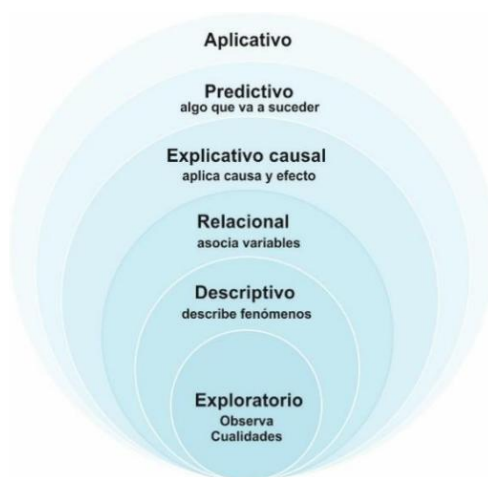 Aplicativo
Predictivo
algo que va a suceder
Explicativo causal
aplica causa y efecto
Relacional
asocia variables
Descriptivo
describe fenómenos
Exploratorio
Observa
Cualidades